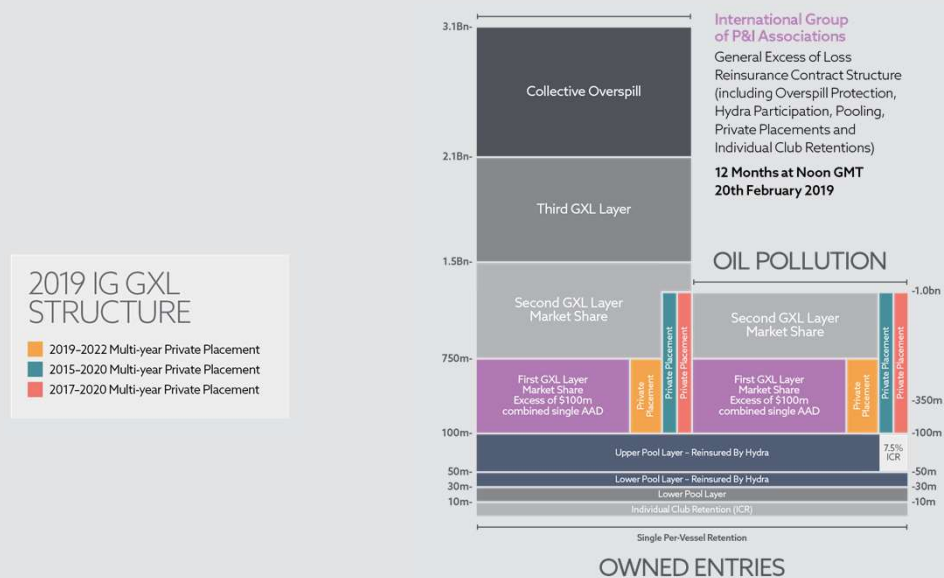 2019 IG GXL
STRUCTURE
2019–2022 Multi-year Private Placement
2015–2020 Multi-year Private Placement
2017–2020 Multi-year Private Placement
International Group
of P&I Associations
General Excess of Loss
Reinsurance Contract Structure
(including Overspill Protection,
Hydra Participation, Pooling,
Private Placements and
Individual Club Retentions)
12 Months at Noon GMT
20th February 2019
3.1Bn-
Collective Overspill
2.1Bn-
Third GXL Layer
1.5Bn-
OIL POLLUTION
-1.0bn
Second GXL Layer
Market Share
Second GXL Layer
Market Share
750m-
First GXL Layer
Market Share
Excess of $100m
combined single AAD
Private
Placement
Private Placement
Private Placement
First GXL Layer
Market Share
Excess of $100m
combined single AAD
Private
Placement
Private Placement
Private Placement
-350m
100m-
-100m
Upper Pool Layer – Reinsured By Hydra
7.5%
ICR
50m-
-50m
Lower Pool Layer – Reinsured By Hydra
30m-
-30m
Lower Pool Layer
10m-
-10m
Individual Club Retention (ICR)
Single Per-Vessel Retention
OWNED ENTRIES